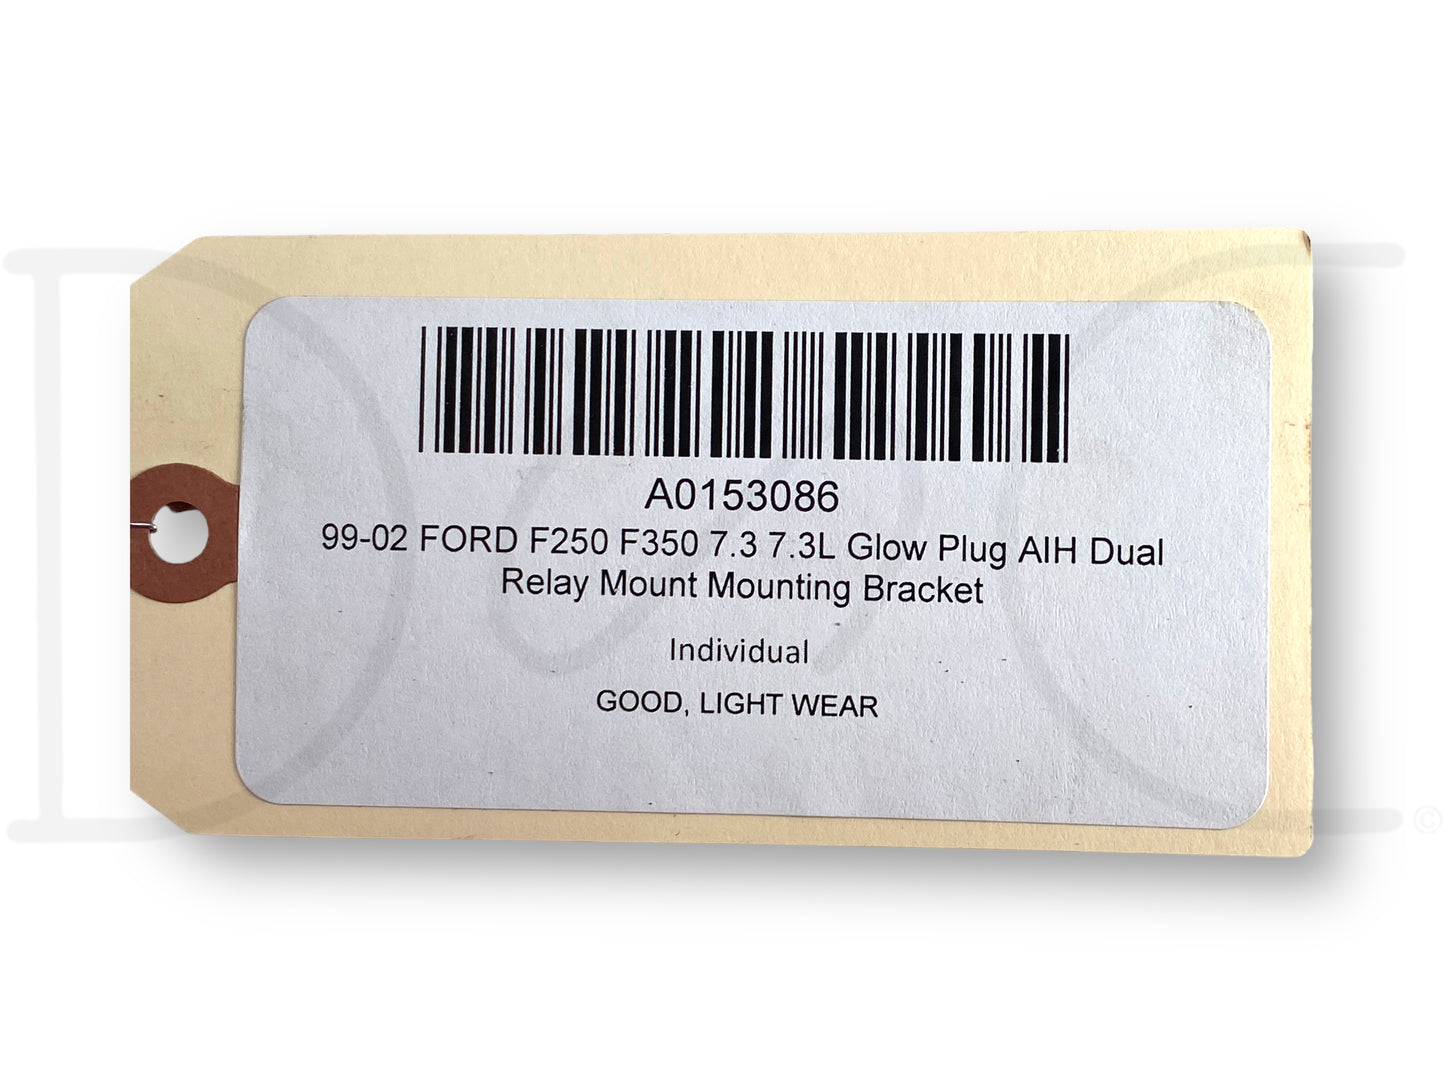 A0153086
99-02 FORD F250 F350 7.3 7.3L Glow Plug AIH Dual
Relay Mount Mounting Bracket
Individual
GOOD, LIGHT WEAR
©